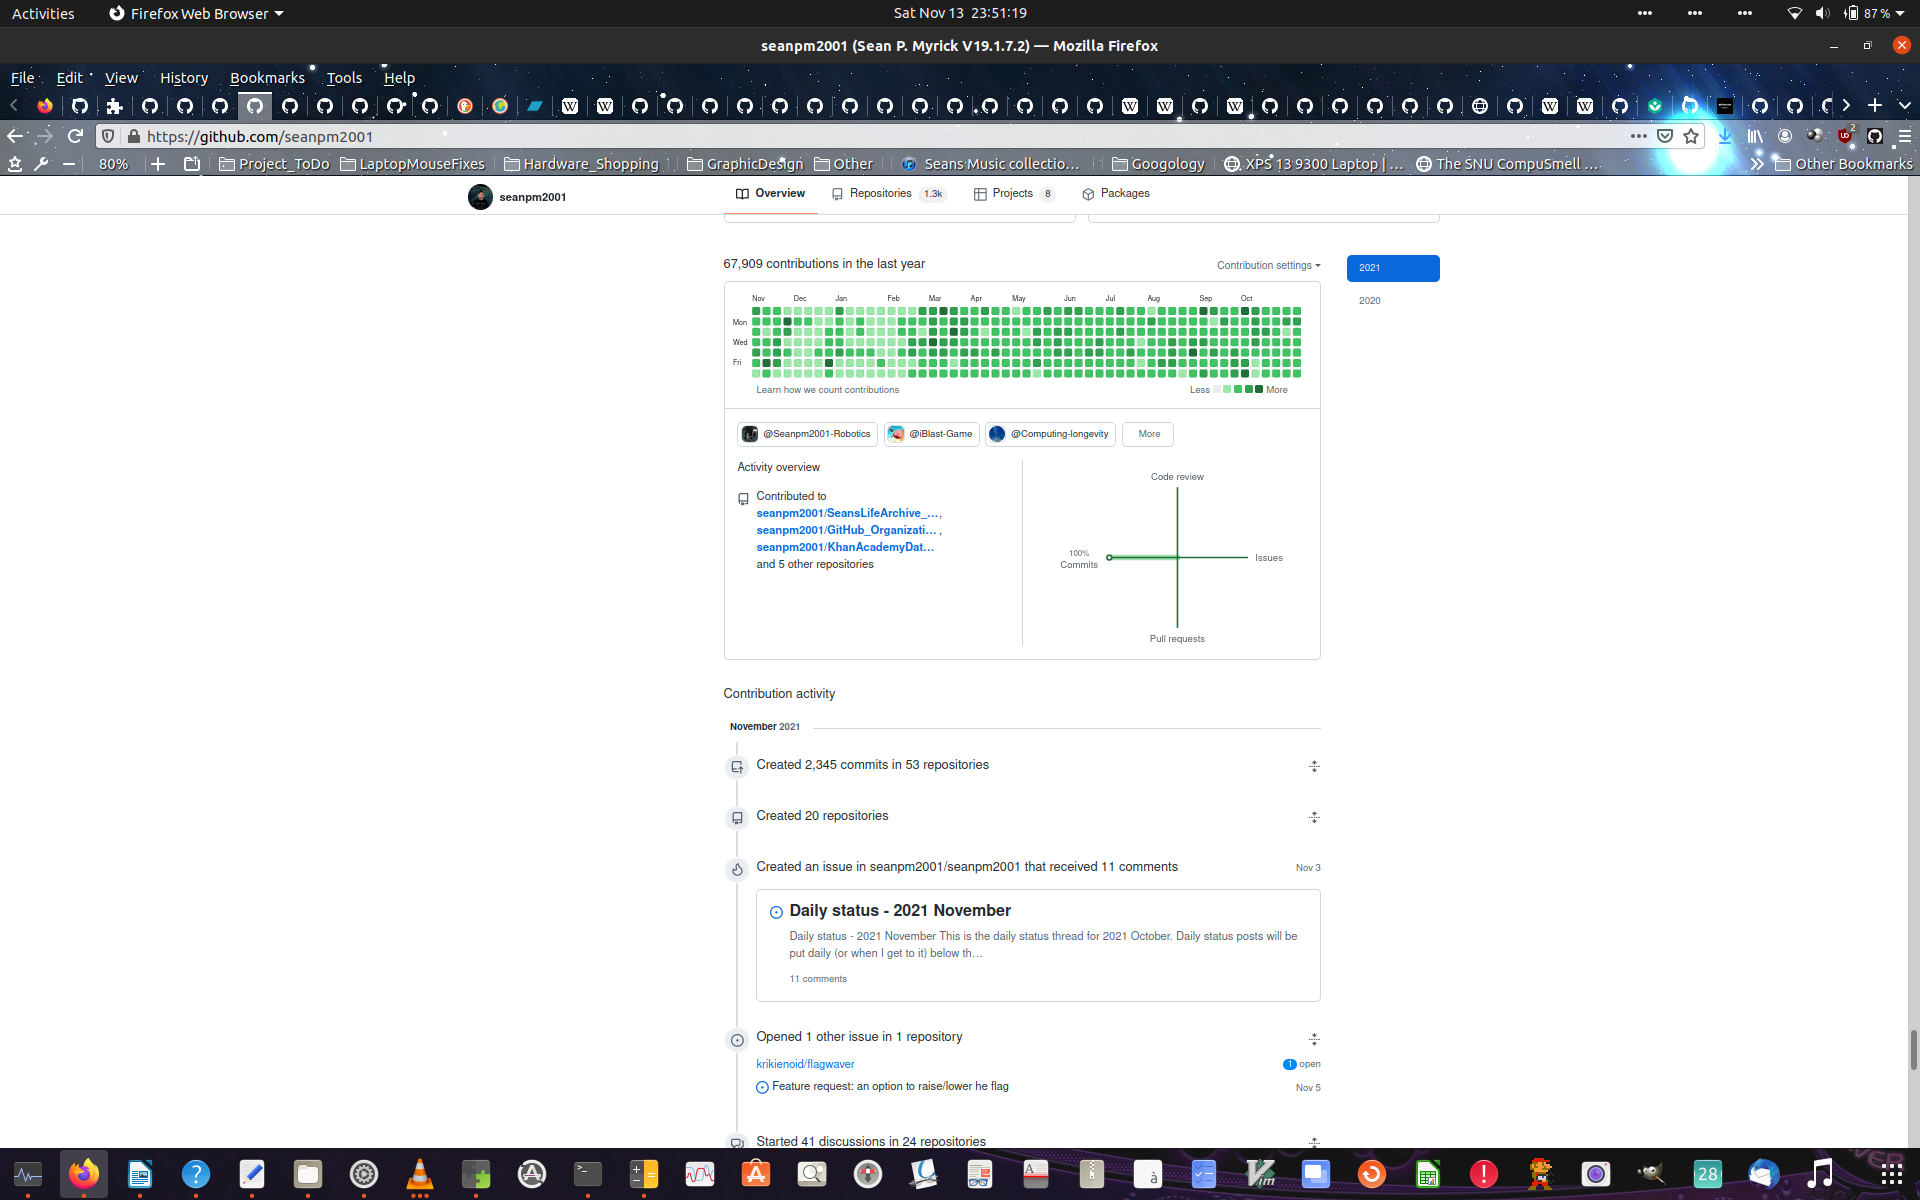 Activities
Firefox Web Browser
Sat Nov 13 23:51:19
87 %
seanpm2001 (Sean P. Myrick V19.1.7.2) — Mozilla Firefox
File Edit View History Bookmarks Tools Help
https://github.com/seanpm2001
2
80% Project_ToDo LaptopMouseFixes Hardware_Shopping GraphicDesign Other Seans Music collectio… Googology XPS 13 9300 Laptop | … The SNU CompuSmell … Other Bookmarks
seanpm2001
Overview Repositories 1.3k Projects 8 Packages
67,909 contributions in the last year
Contribution settings
2021
2020
Nov Dec Jan Feb Mar Apr May Jun Jul Aug Sep Oct
Mon
Wed
Fri
Learn how we count contributions
Less More
@Seanpm2001-Robotics @iBlast-Game @Computing-longevity More
Activity overview
Contributed to
seanpm2001/SeansLifeArchive_…,
seanpm2001/GitHub_Organizati… ,
seanpm2001/KhanAcademyDat…
and 5 other repositories
Code review
100%
Commits
Issues
Pull requests
Contribution activity
November 2021
Created 2,345 commits in 53 repositories
Created 20 repositories
Created an issue in seanpm2001/seanpm2001 that received 11 comments
Nov 3
Daily status - 2021 November
Daily status - 2021 November This is the daily status thread for 2021 October. Daily status posts will be
put daily (or when I get to it) below th…
11 comments
Opened 1 other issue in 1 repository
krikienoid/flagwaver
1 open
Feature request: an option to raise/lower he flag
Nov 5
Started 41 discussions in 24 repositories
28